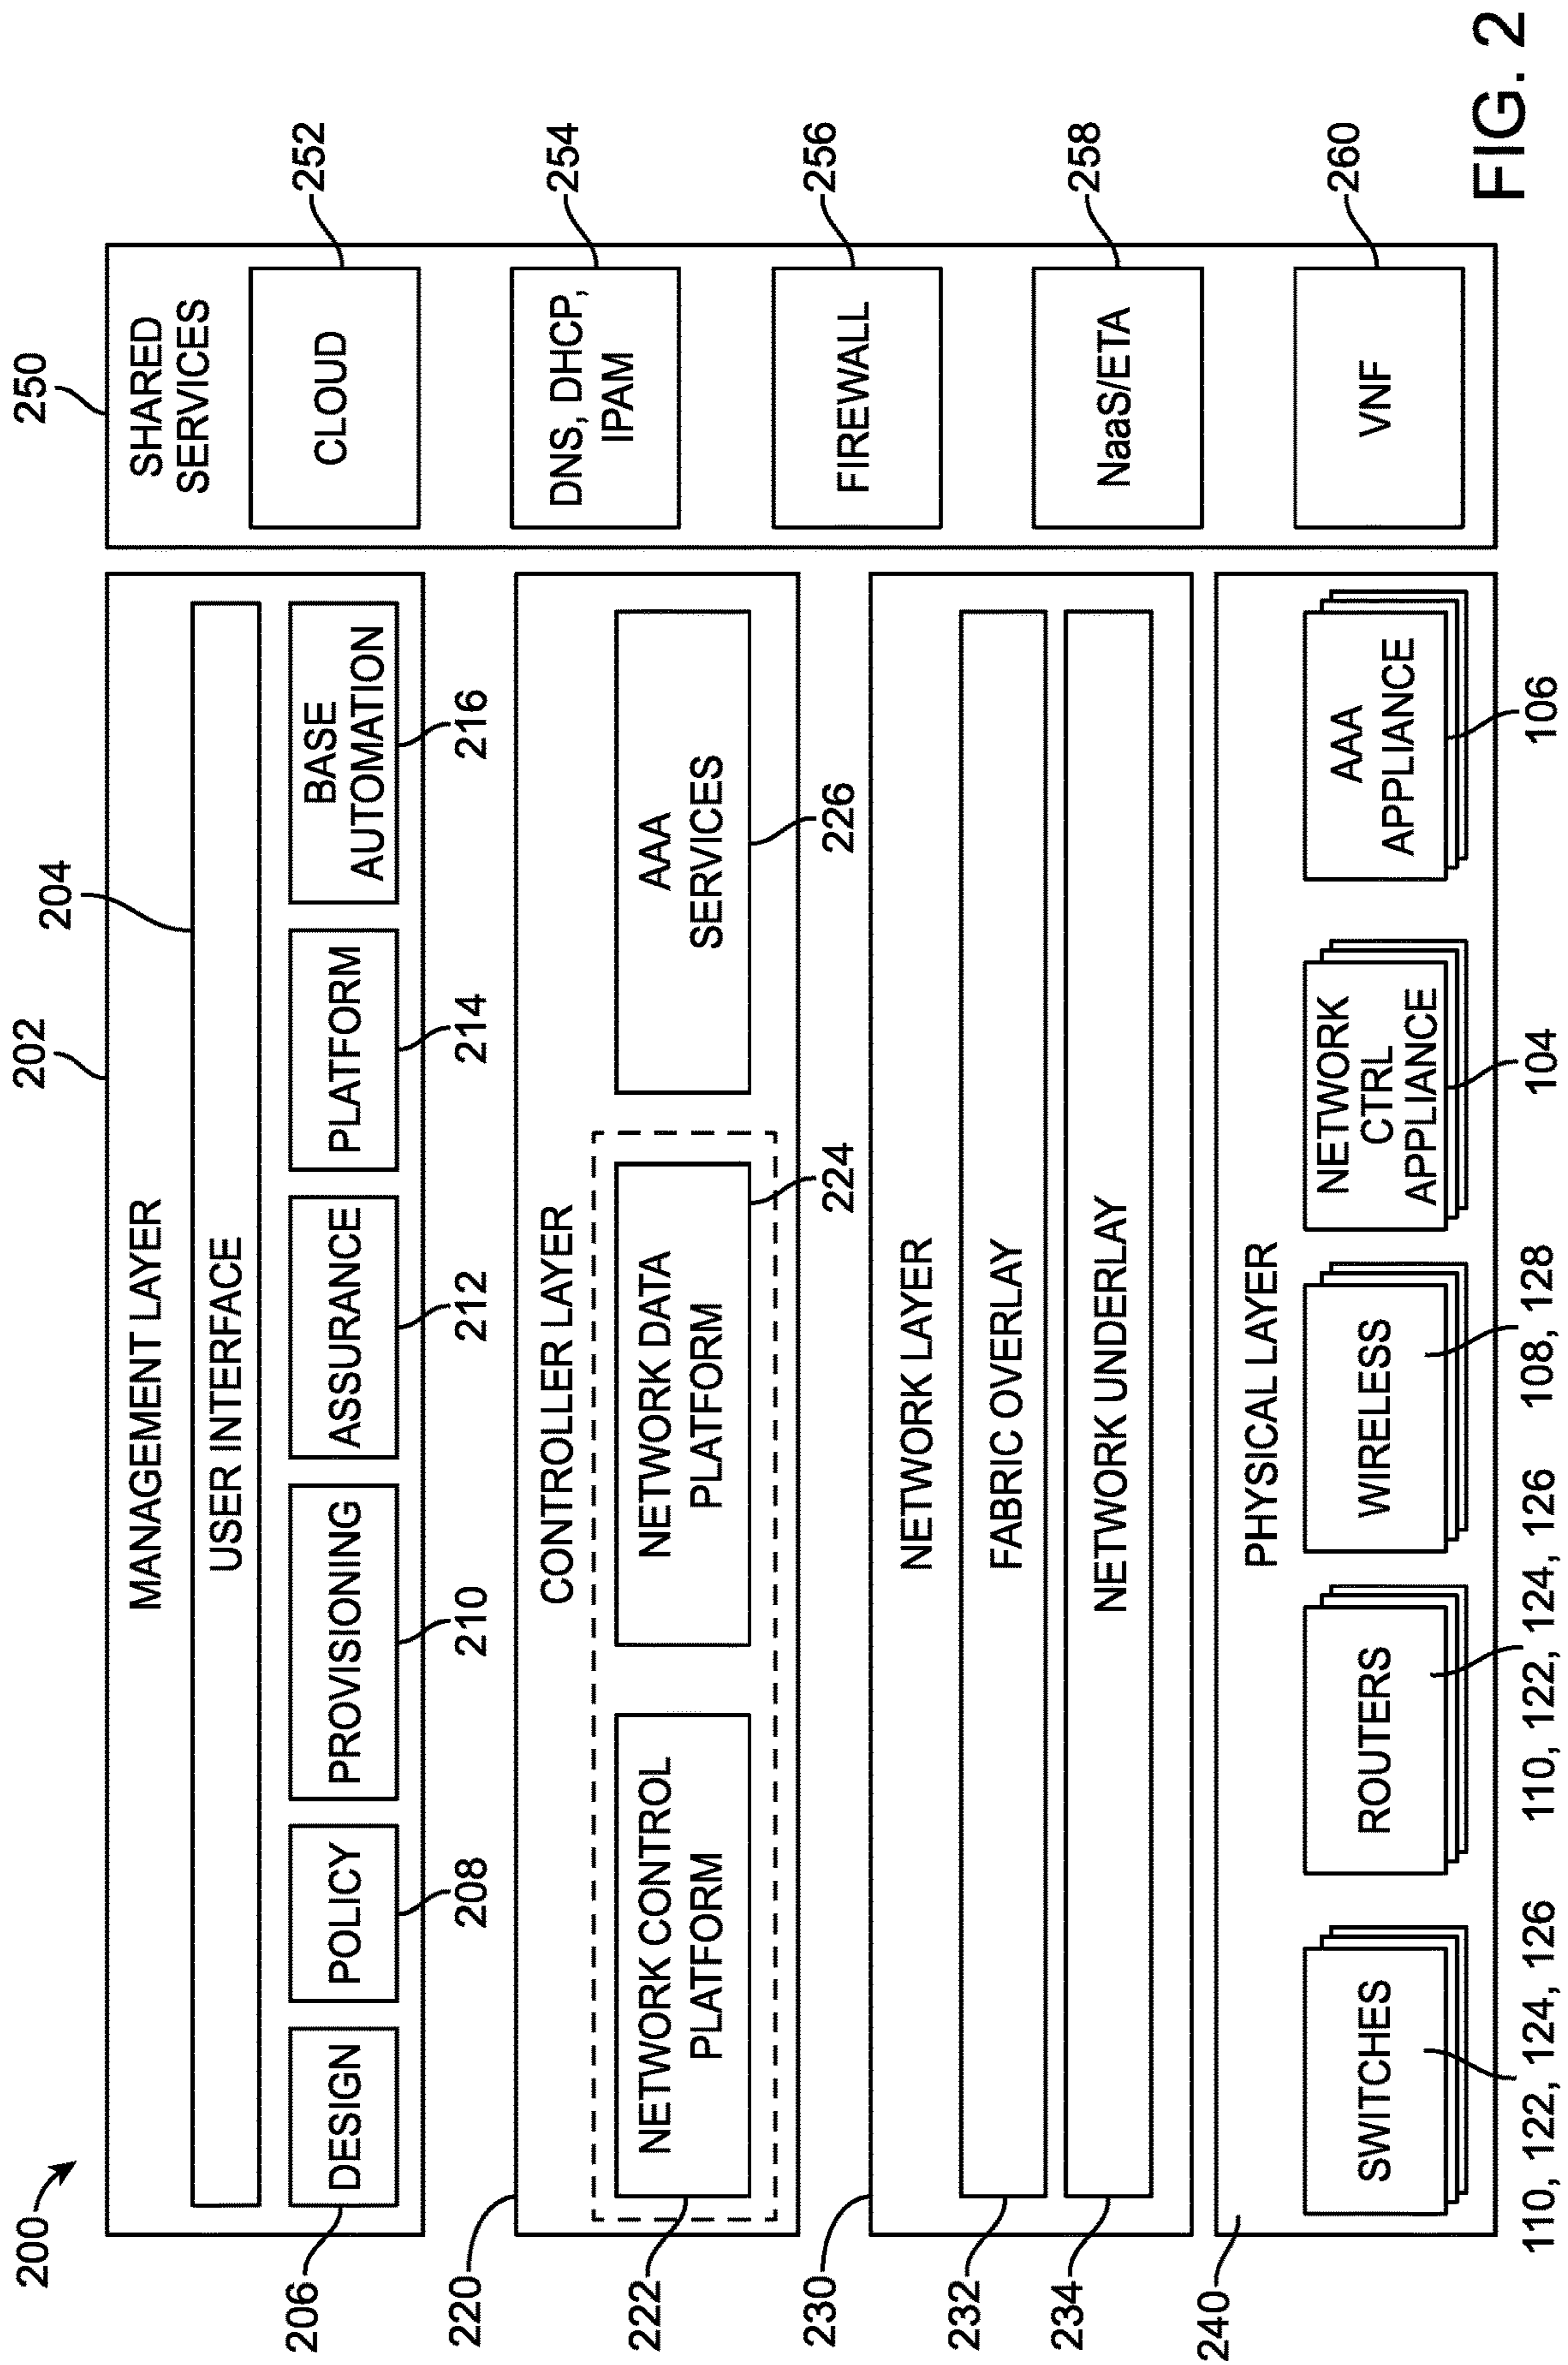 200
202
204
250
MANAGEMENT LAYER
USER INTERFACE
DESIGN
POLICY
PROVISIONING
ASSURANCE
PLATFORM
BASE
AUTOMATION
206
208
210
212
214
216
220
CONTROLLER LAYER
NETWORK CONTROL
PLATFORM
NETWORK DATA
PLATFORM
AAA
SERVICES
222
224
226
230
NETWORK LAYER
FABRIC OVERLAY
NETWORK UNDERLAY
232
234
240
PHYSICAL LAYER
SWITCHES
ROUTERS
WIRELESS
NETWORK
CTRL
APPLIANCE
AAA
APPLIANCE
110, 122, 124, 126
110, 122, 124, 126
108, 128
104
106
SHARED
SERVICES
CLOUD
252
DNS, DHCP,
IPAM
254
FIREWALL
256
NaaS/ETA
258
VNF
260
FIG. 2